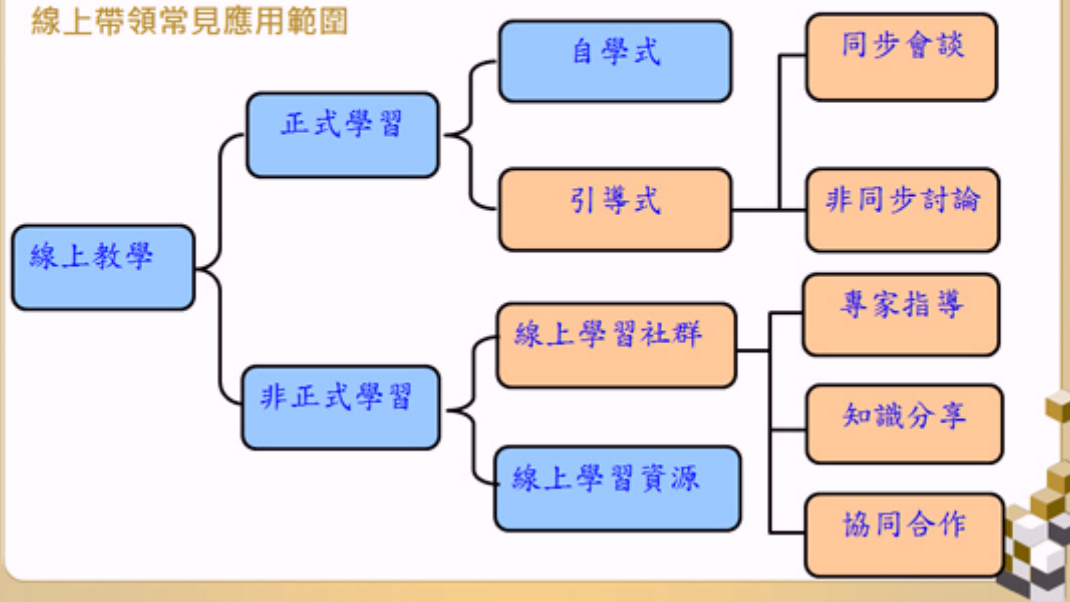 線上帶領常見應用範圍
線上教學
正式學習
自學式
引導式
同步會談
非同步討論
非正式學習
線上學習社群
專家指導
知識分享
協同合作
線上學習資源